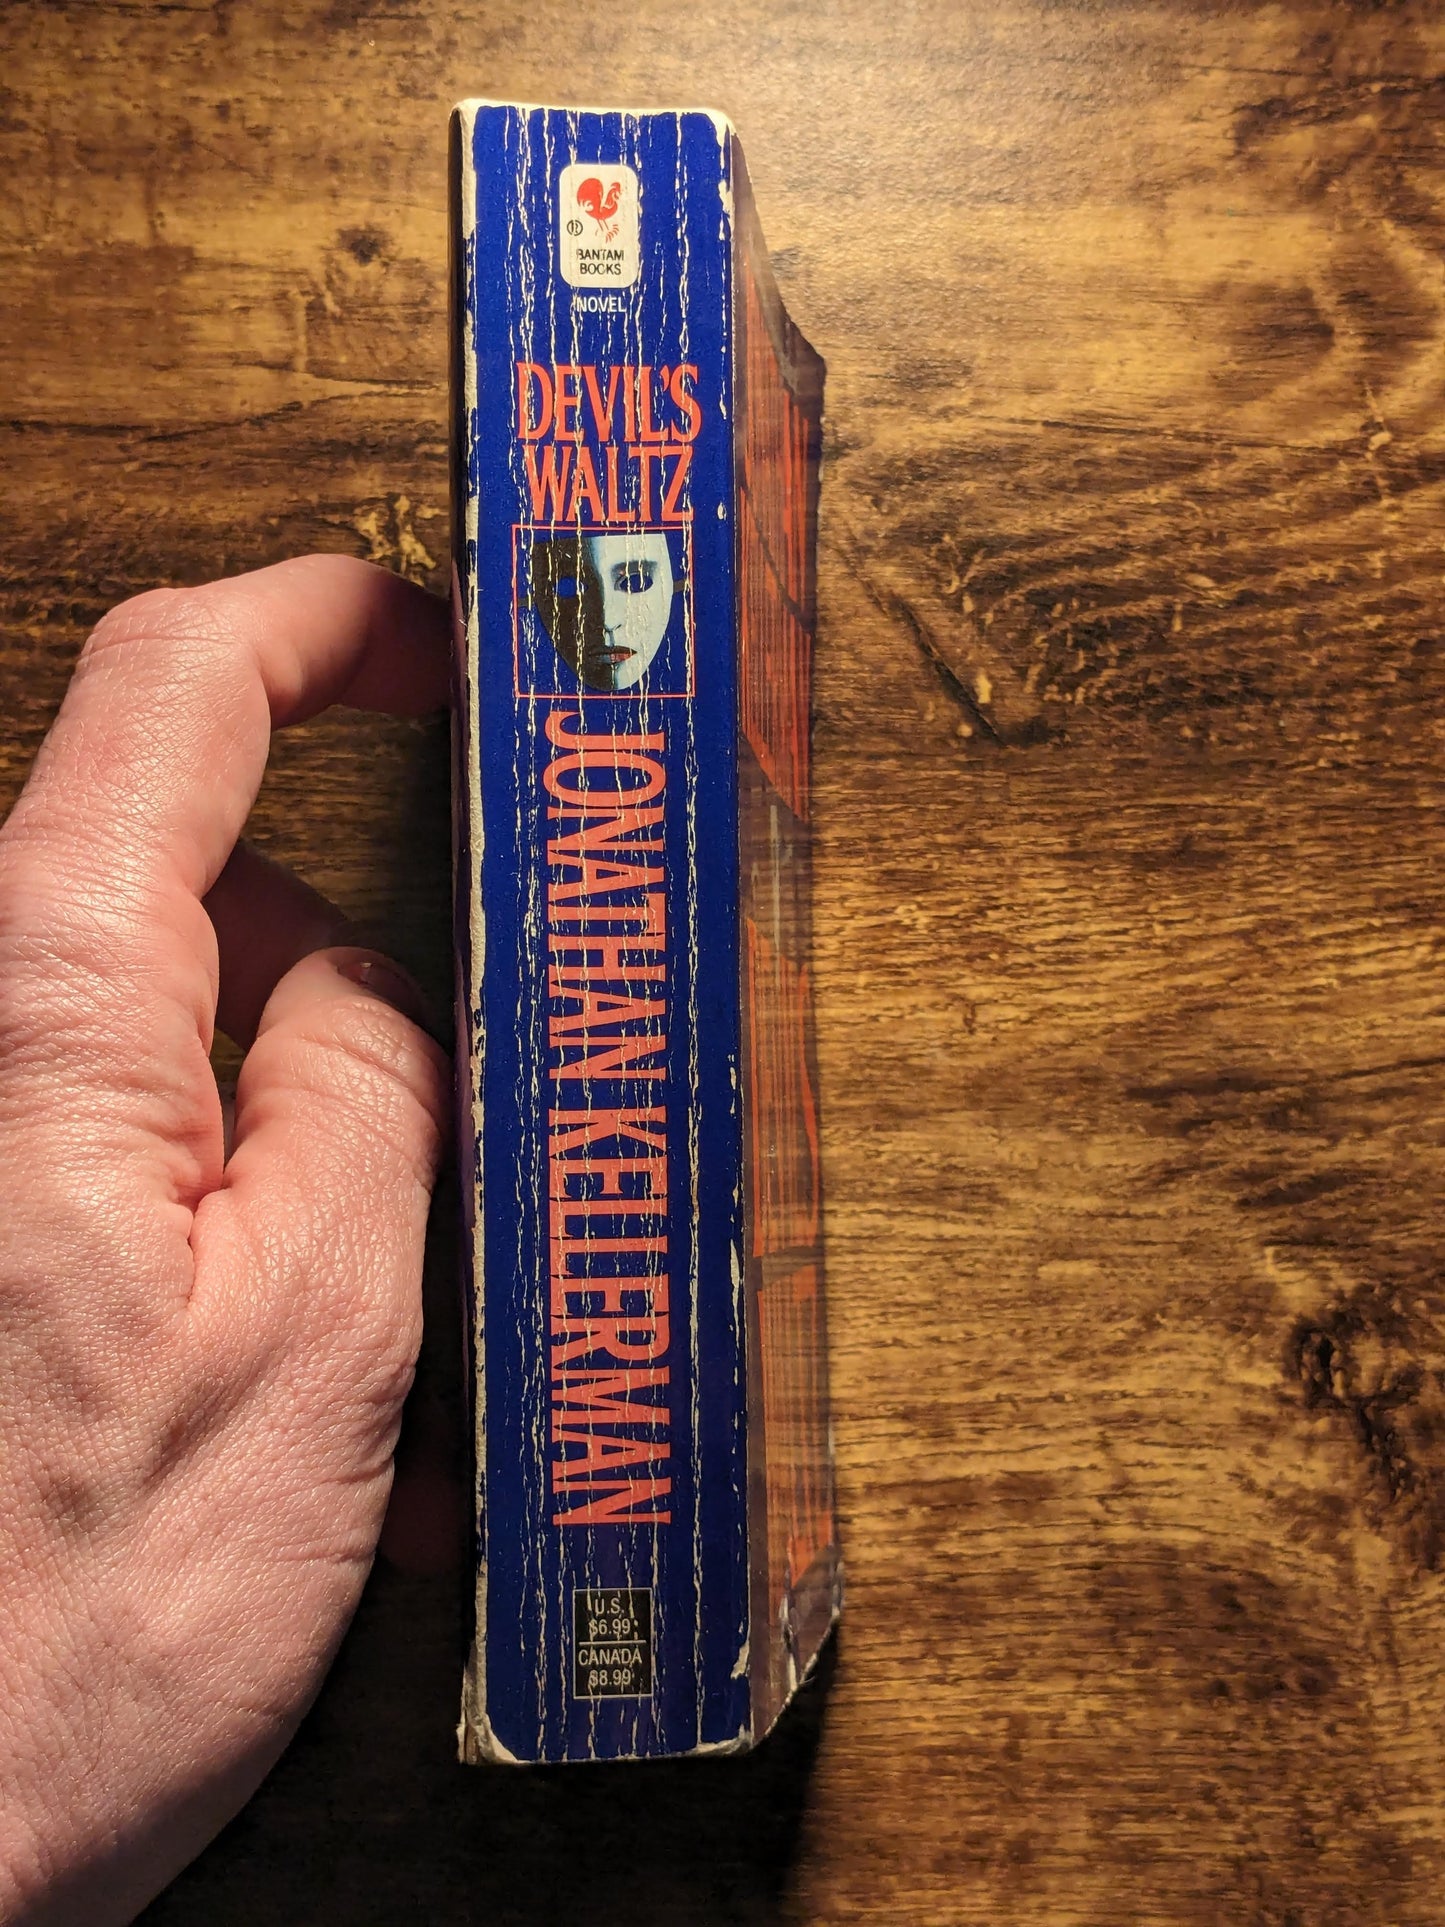 BANTAM
BOOKS
NOVEL
DEVIL'S
WALTZ
JONATHAN KELLERMAN
U.S.
$6.99
CANADA
$8.99